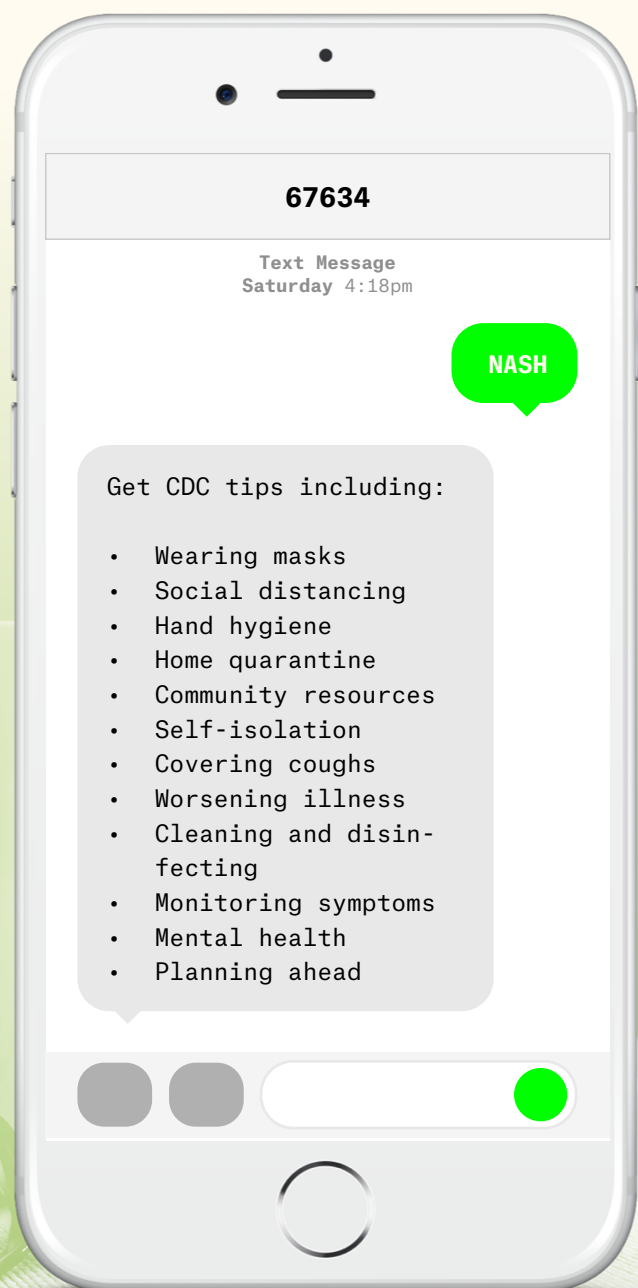 67634
Text Message
Saturday 4:18pm
NASH
Get CDC tips including:
• Wearing masks
• Social distancing
• Hand hygiene
• Home quarantine
• Community resources
• Self-isolation
• Covering coughs
• Worsening illness
• Cleaning and disin-
fecting
• Monitoring symptoms
• Mental health
• Planning ahead